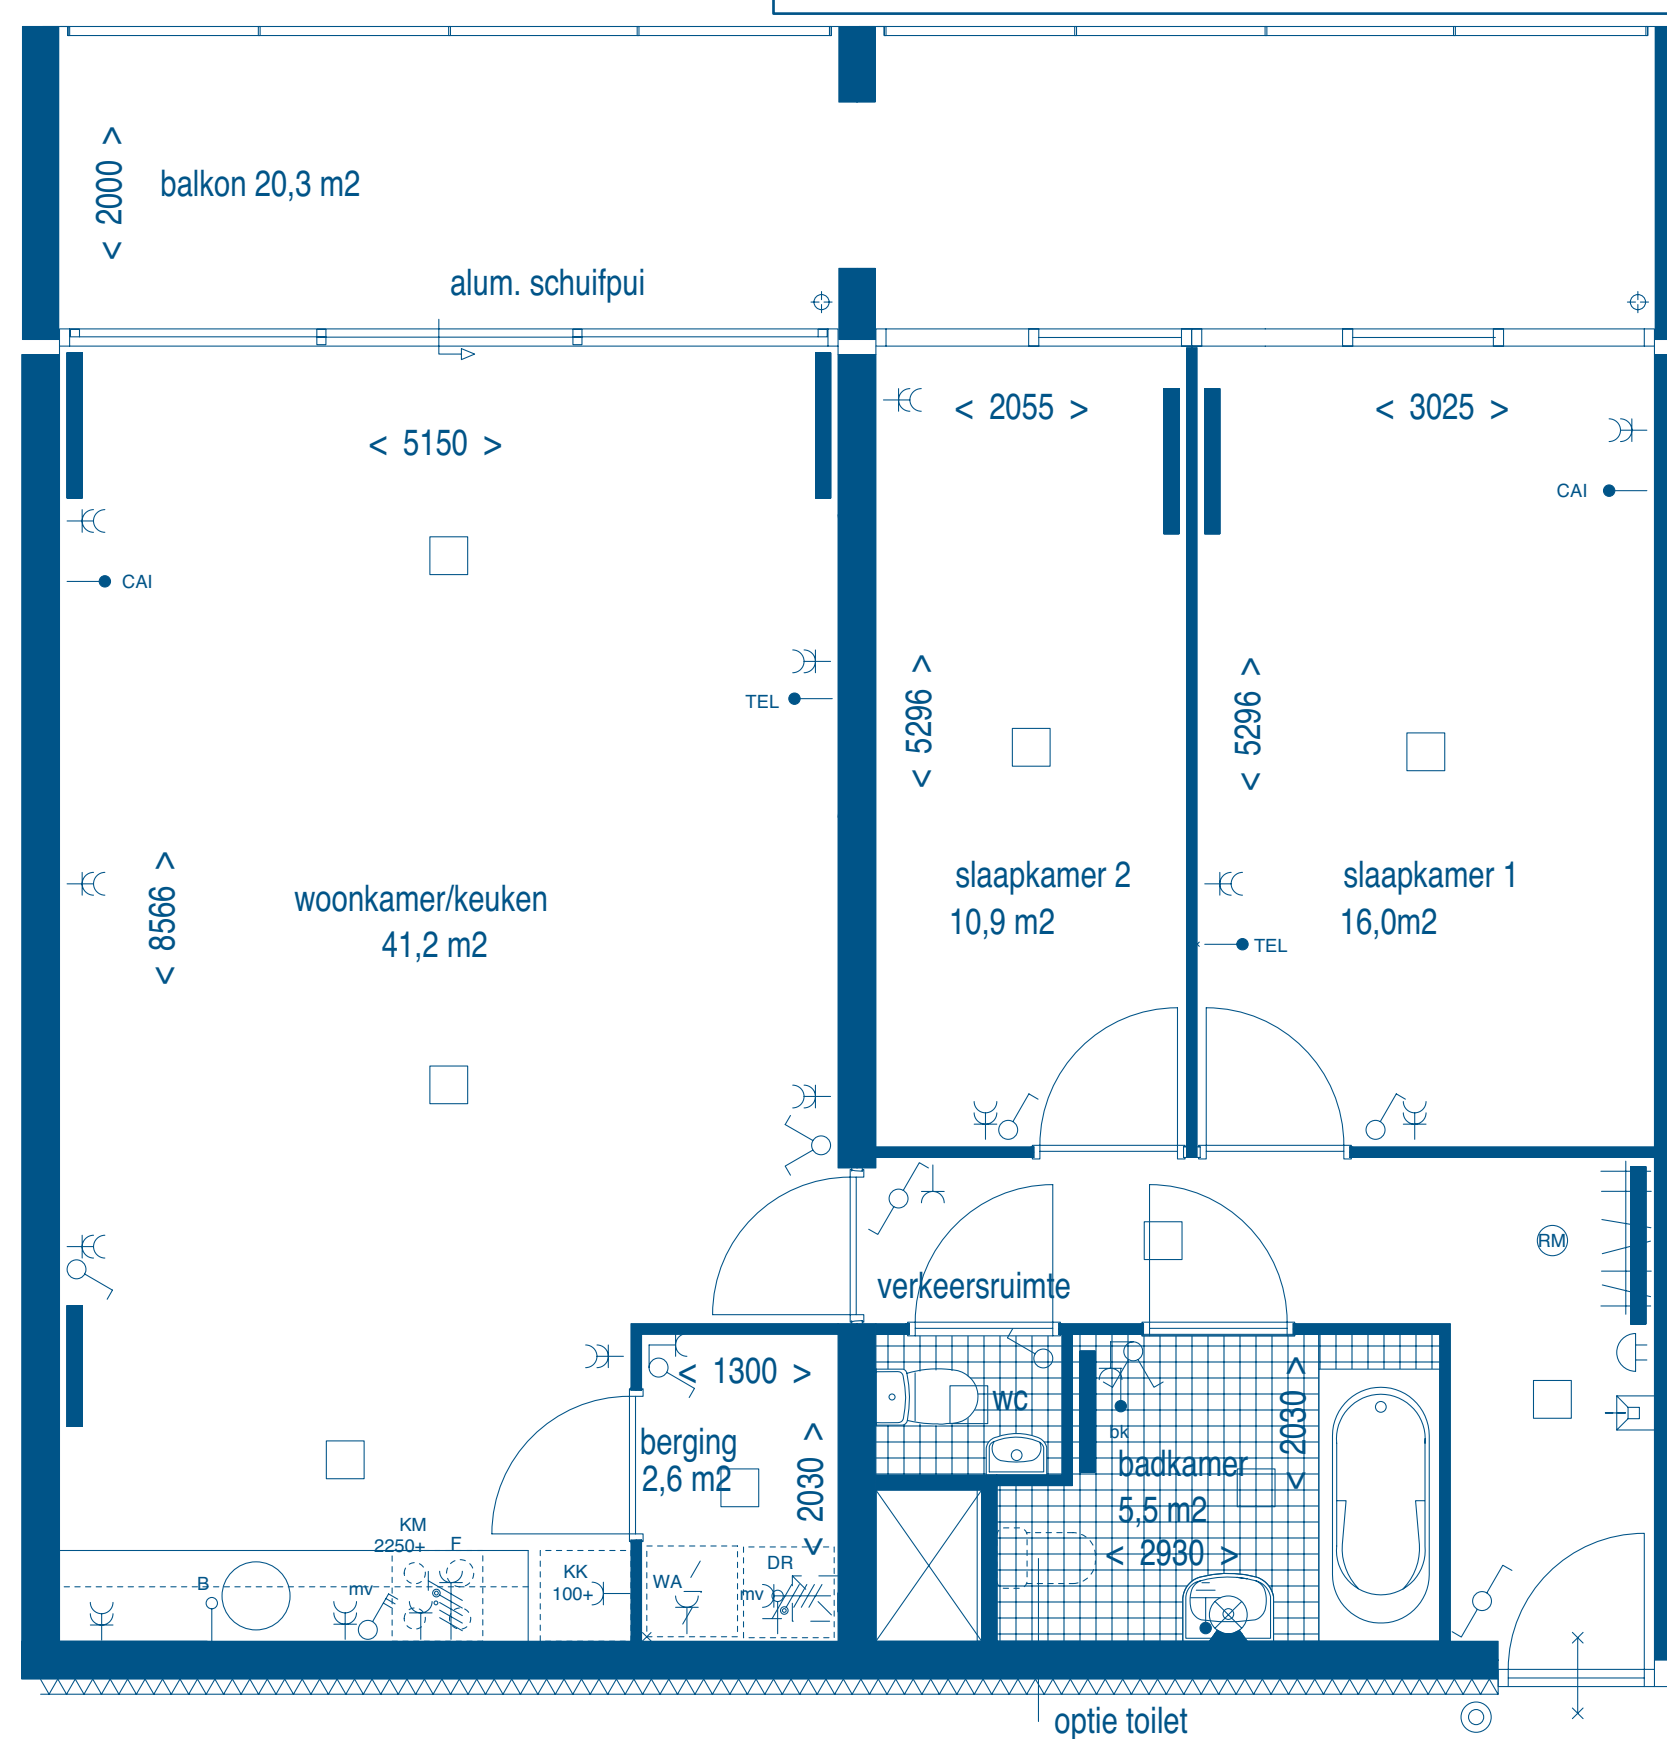 < 2000 >
balkon 20,3 m2
alum. schuifpui
< 5150 >
< 2055 >
< 3025 >
CAI
CAI
TEL
< 5296 >
< 5296 >
< 8566 >
woonkamer/keuken
41,2 m2
slaapkamer 2
10,9 m2
slaapkamer 1
16,0m2
TEL
RM
verkeersruimte
< 1300 >
wc
< 2030 >
bk
berging
2,6 m2
< 2030 >
badkamer
5,5 m2
< 2930 >
KM
2250+
F
KK
100+
WA
DR
mv
B
mv
optie toilet